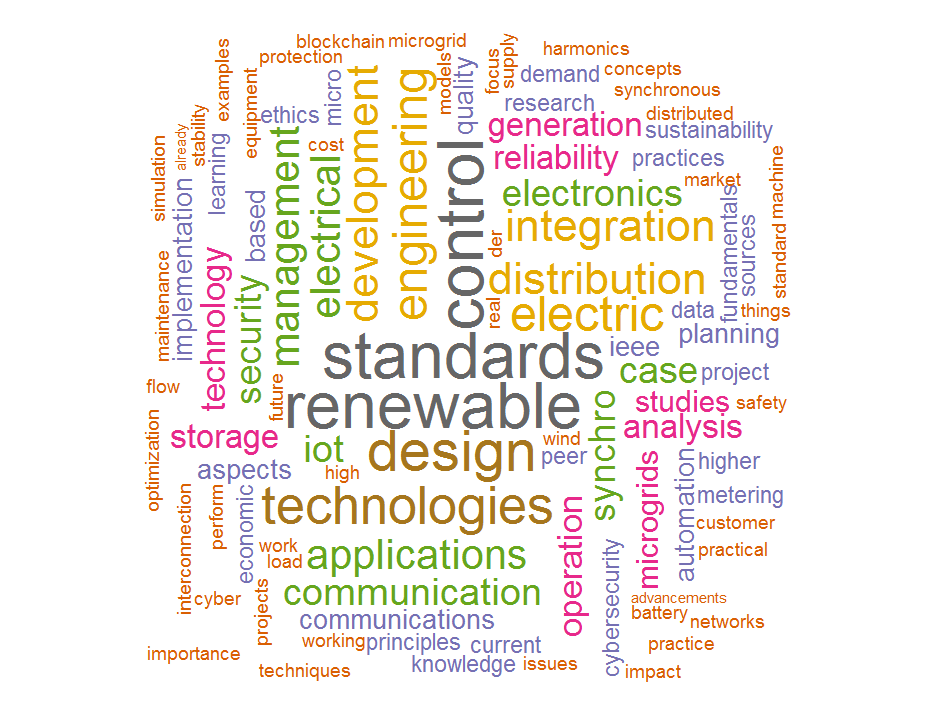 blockchain
microgrid
harmonics
protection
supply
focus
models
quality
demand
concepts
synchronous
examples
equipment
micro
ethics
development
engineering
control
research
distributed
generation
sustainability
cost
stability
already
simulation
learning
implementation
based
management
electrical
reliability
practices
market
electronics
machine
standard
fundamentals
sources
integration
der
real
distribution
electric
data
things
planning
technology
security
maintenance
standards
ieee
case
project
flow
future
renewable
studies
safety
analysis
storage
iot
design
wind
peer
synchro
optimization
aspects
high
higher
microgrids
automation
metering
technologies
interconnection
perform
economic
operation
customer
work
load
applications
practical
cybersecurity
cyber
projects
communication
advancements
battery
networks
communications
working
principles
current
practice
importance
techniques
knowledge
issues
impact